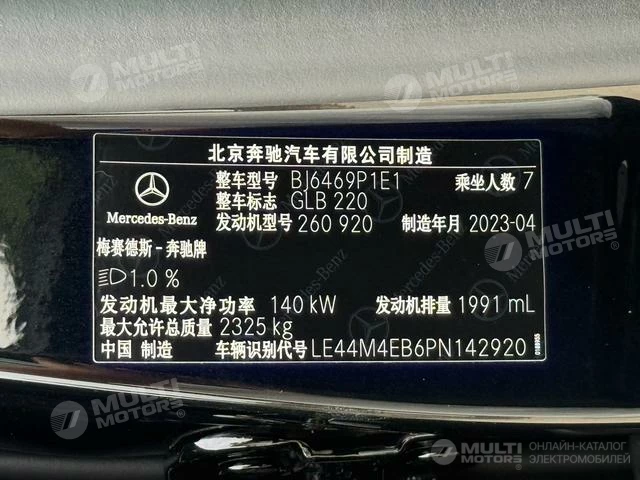 MULTI
MOTORS
MULTI
MOTORS
北京奔驰汽车有限公司制造
Mercedes-Benz
整车型号 BJ6469P1E1 乘坐人数 7
整车标志 GLB 220
发动机型号 260 920 制造年月 2023-04
梅赛德斯-奔驰牌
1.0 %
发动机最大净功率 140 kW 发动机排量 1991 mL
最大允许总质量 2325 kg
中国 制造 车辆识别代号 LE44M4EB6PN142920
MULTI
MOTORS
MULTI
MOTORS
MULTI
MOTORS
ОНЛАЙН-КАТАЛОГ
ЭЛЕКТРОМОБИЛЕЙ